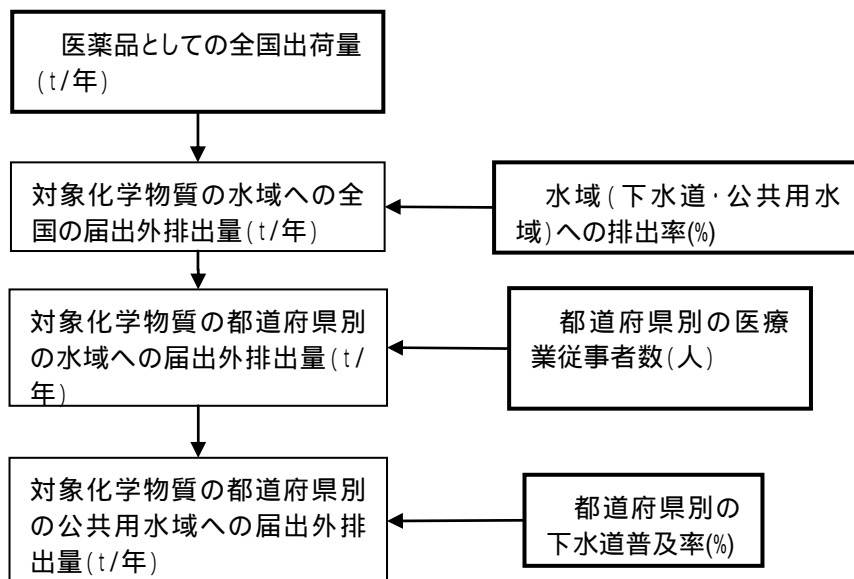 医薬品としての全国出荷量
(t/年)
対象化学物質の水域への全
国の届出外排出量(t/年)
水域(下水道・公共用水
域)への排出率(%)
対象化学物質の都道府県別
の水域への届出外排出量(t/
年)
都道府県別の医療
業従事者数(人)
対象化学物質の都道府県別
の公共用水域への届出外排
出量(t/年)
都道府県別の
下水道普及率(%)